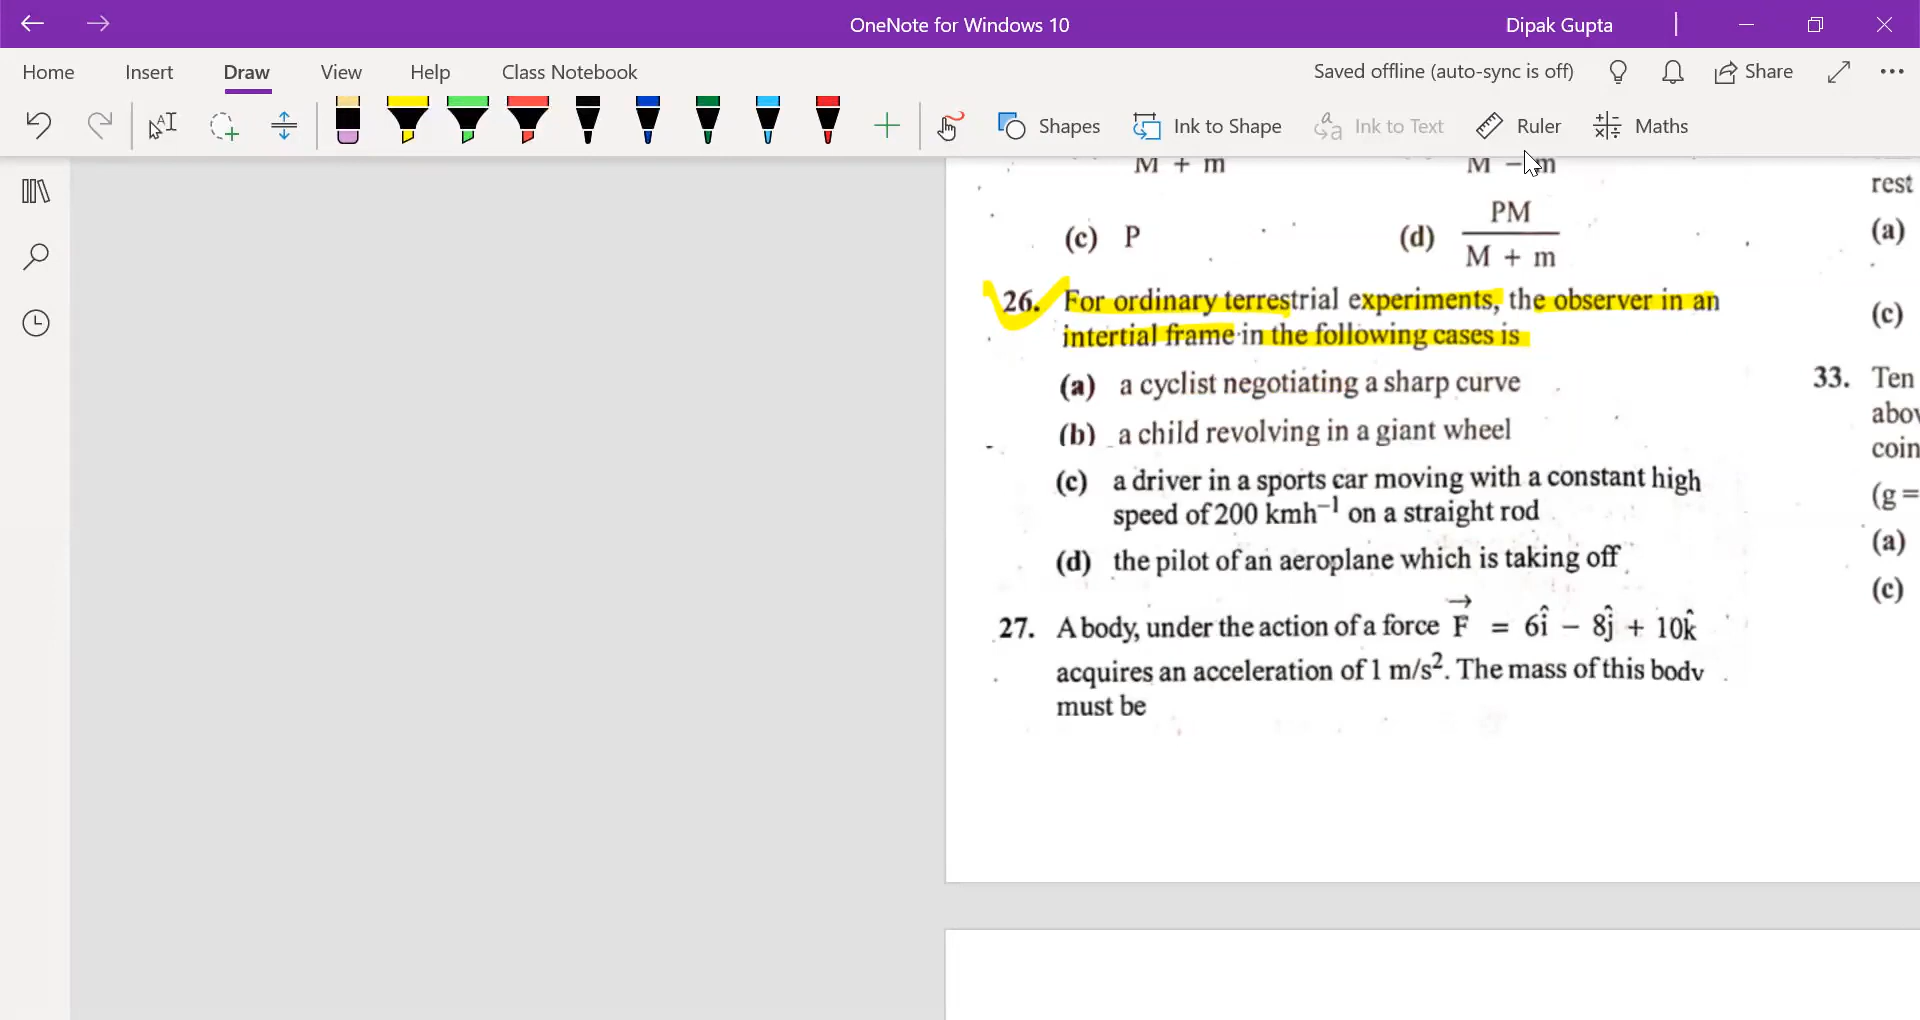 OneNote for Windows 10
Dipak Gupta
Home Insert Draw View Help Class Notebook
Saved offline (auto-sync is off)
Share
Shapes Ink to Shape Ink to Text Ruler Maths
M + m
M − m
(c) P
(d) PM
M + m
26. For ordinary terrestrial experiments, the observer in an
intertial frame in the following cases is
(a) a cyclist negotiating a sharp curve
(b) a child revolving in a giant wheel
(c) a driver in a sports car moving with a constant high
speed of 200 kmh⁻¹ on a straight rod
(d) the pilot of an aeroplane which is taking off
27. A body, under the action of a force F⃗ = 6î − 8ĵ + 10k̂
acquires an acceleration of 1 m/s². The mass of this body
must be
rest
(a)
(c)
33. Ten
coin
(g =
(a)
(c)